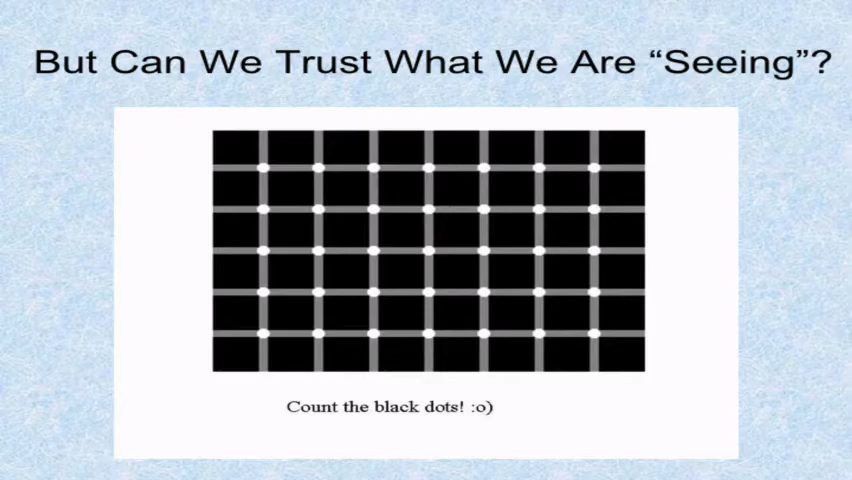 But Can We Trust What We Are “Seeing”?
Count the black dots! :o)